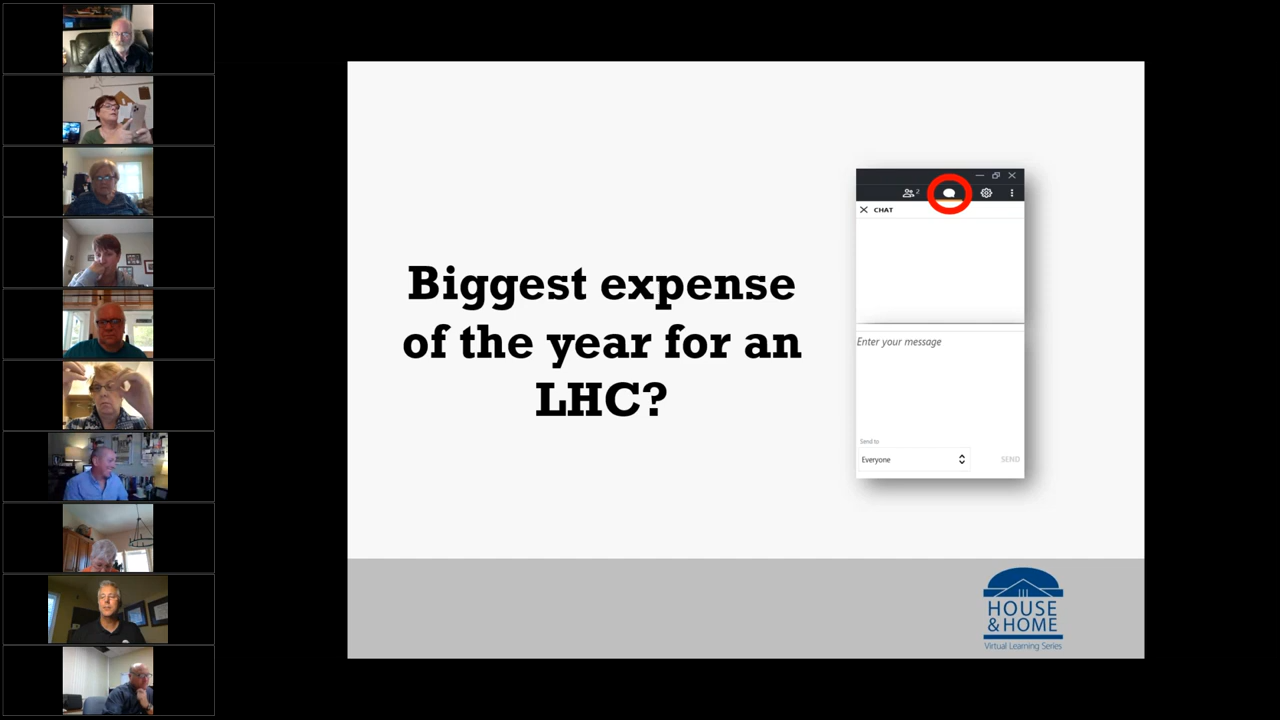 Biggest expense
of the year for an
LHC?
2
CHAT
Enter your message
Send to
Everyone
SEND
HOUSE
& HOME
Virtual Learning Series